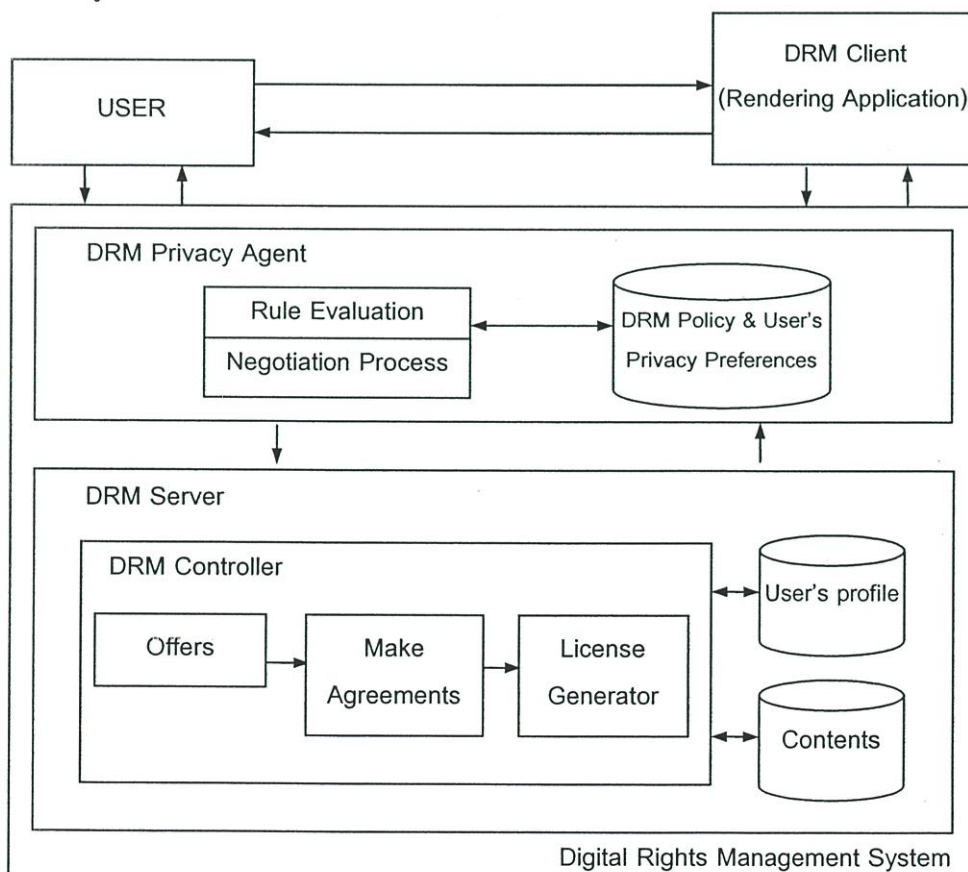 DRM Client
(Rendering Application)
USER
DRM Privacy Agent
Rule Evaluation
Negotiation Process
DRM Policy & User's
Privacy Preferences
DRM Server
DRM Controller
Offers
Make
Agreements
License
Generator
User's profile
Contents
Digital Rights Management System